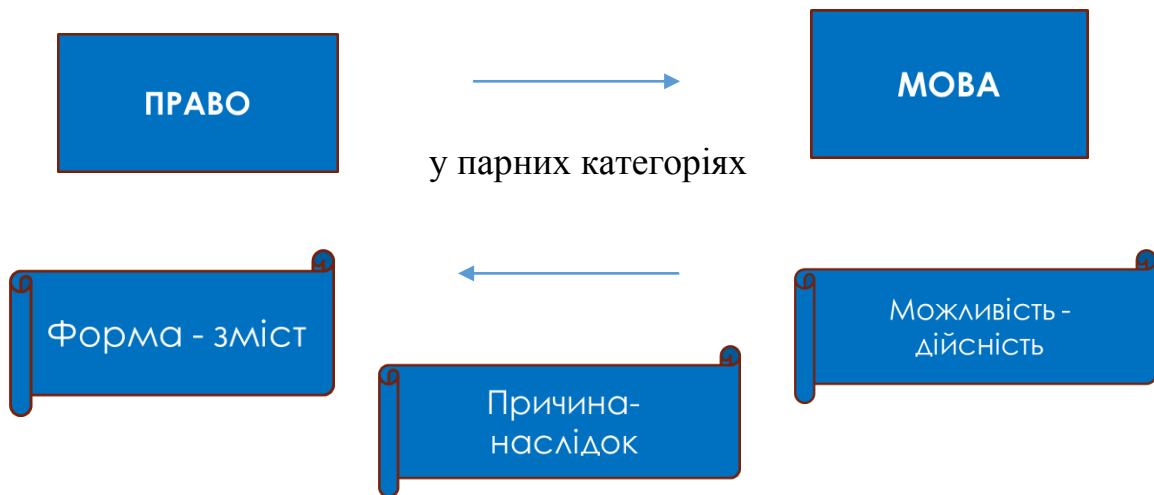 ПРАВО
МОВА
у парних категоріях
Форма - зміст
Можливість -
дійсність
Причина-
наслідок